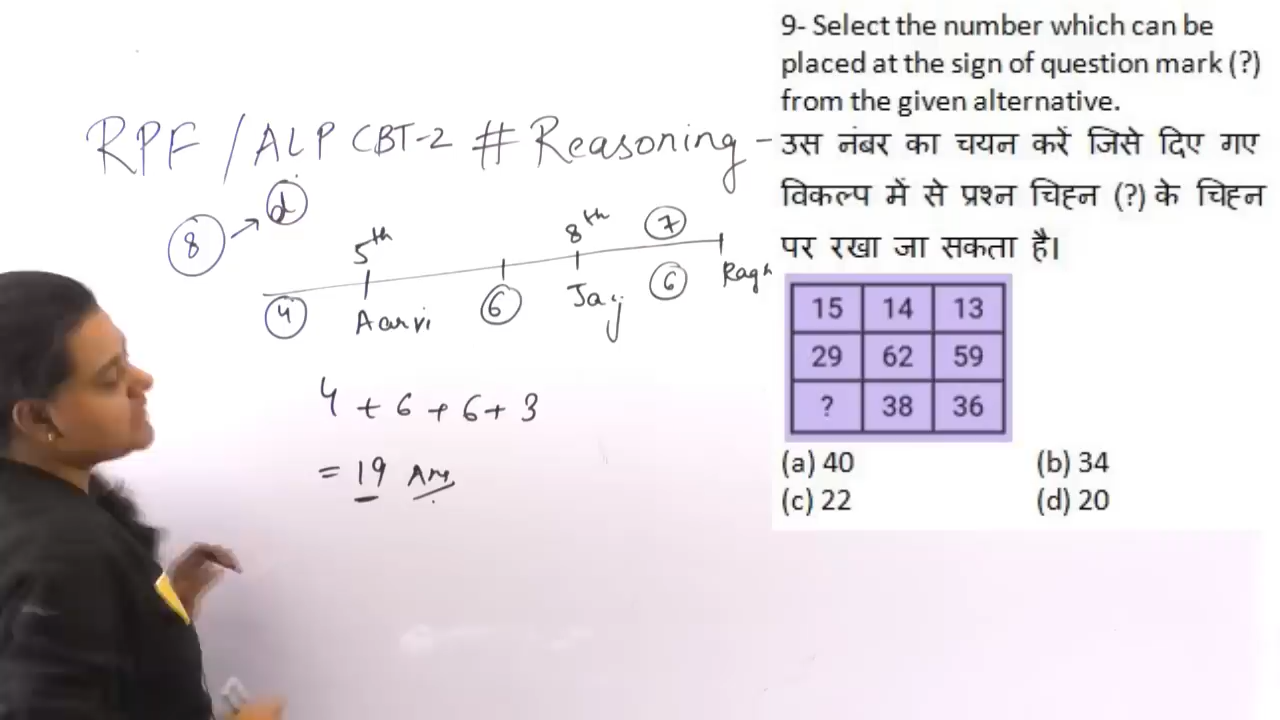 RPF / ALP CBT-2 # Reasoning -
8 → d
5th 8th 7
4 Aarvi 6 Jay 6 Ragh
4 + 6 + 6 + 3
= 19 Ans
9- Select the number which can be
placed at the sign of question mark (?)
from the given alternative.
उस नंबर का चयन करें जिसे दिए गए
विकल्प में से प्रश्न चिह्न (?) के चिह्न
पर रखा जा सकता है।
15 14 13
29 62 59
? 38 36
(a) 40 (b) 34
(c) 22 (d) 20